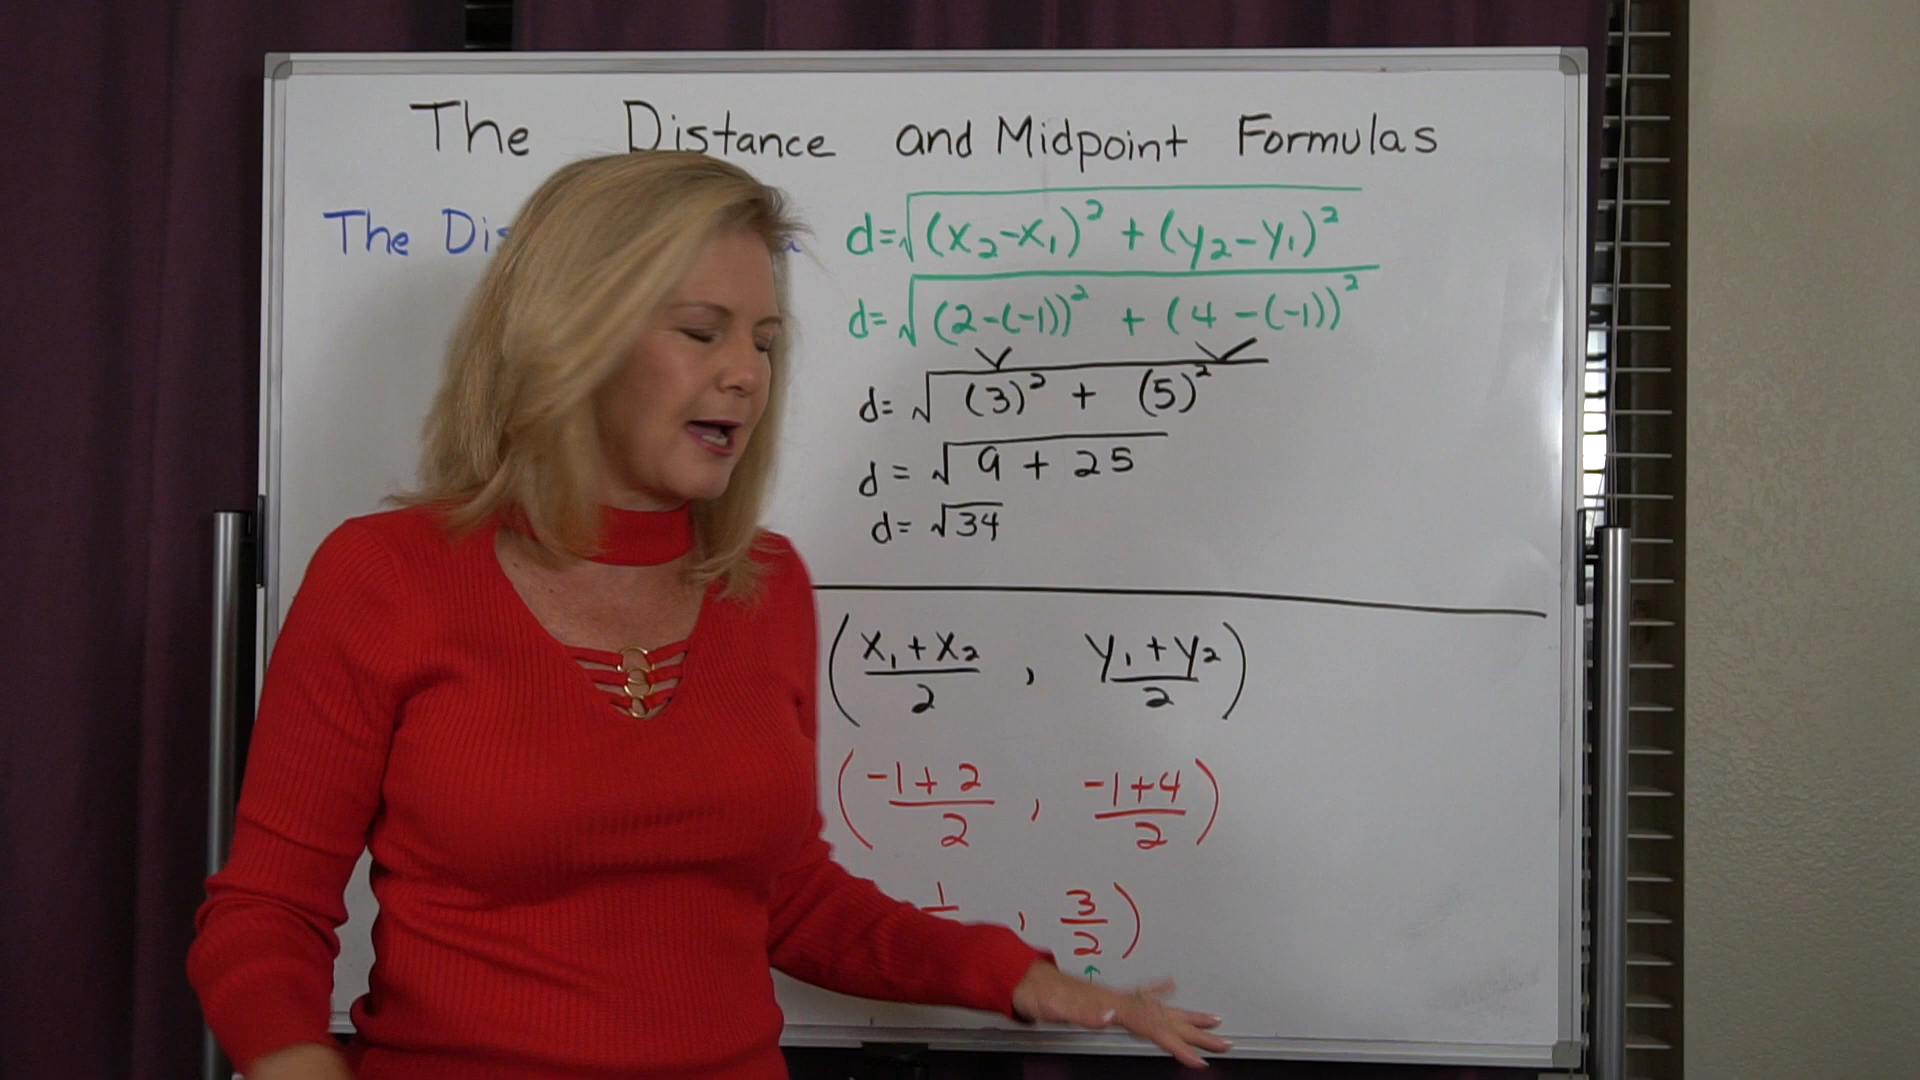 The Distance and Midpoint Formulas
The d=√(x₂-x₁)² + (y₂-y₁)²
d=√(2-(-1))² + (4-(-1))²
d=√(3)² + (5)²
d=√9+25
d=√34
(x₁+x₂/2, y₁+y₂/2)
(-1+2/2, -1+4/2)
1, 3/2)